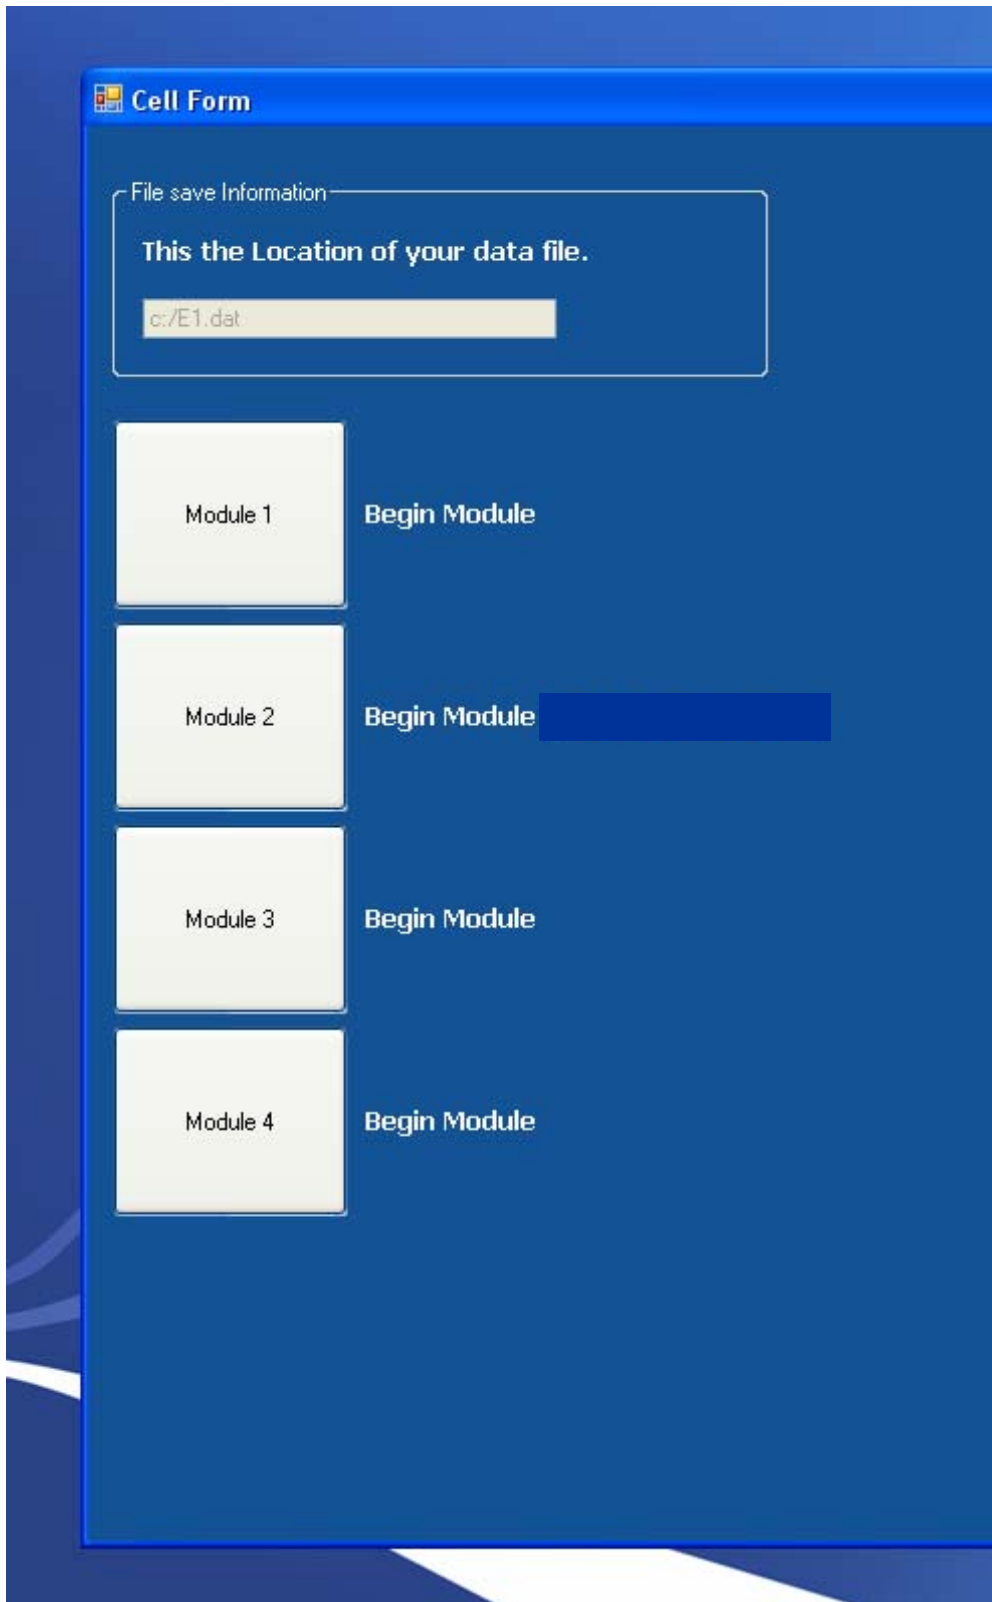 Cell Form
File save Information
This the Location of your data file.
c:/E1.dat
Module 1
Begin Module
Module 2
Begin Module
Module 3
Begin Module
Module 4
Begin Module